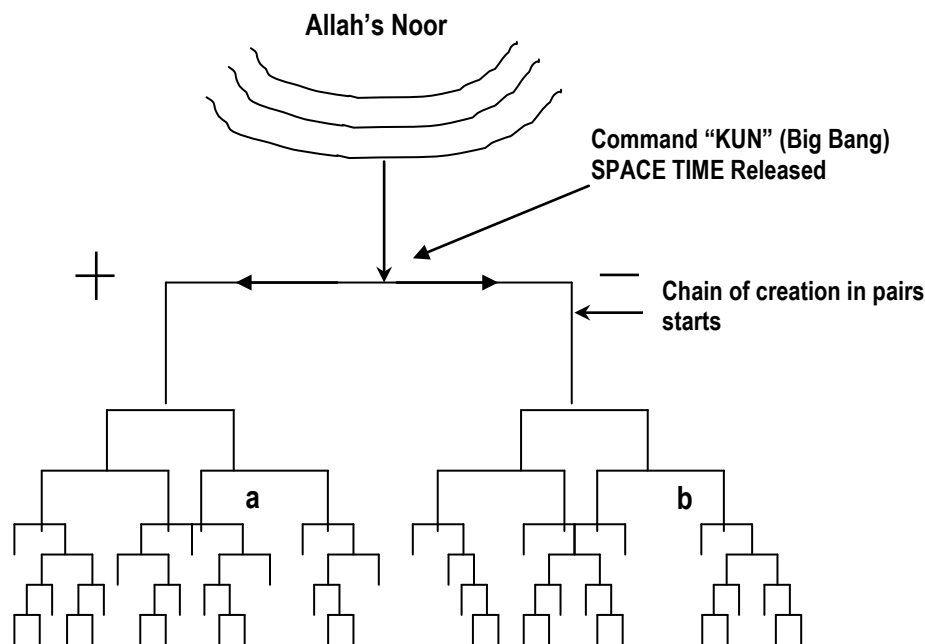 Allah’s Noor
Command “KUN” (Big Bang)
SPACE TIME Released
+
—
Chain of creation in pairs
starts
a
b